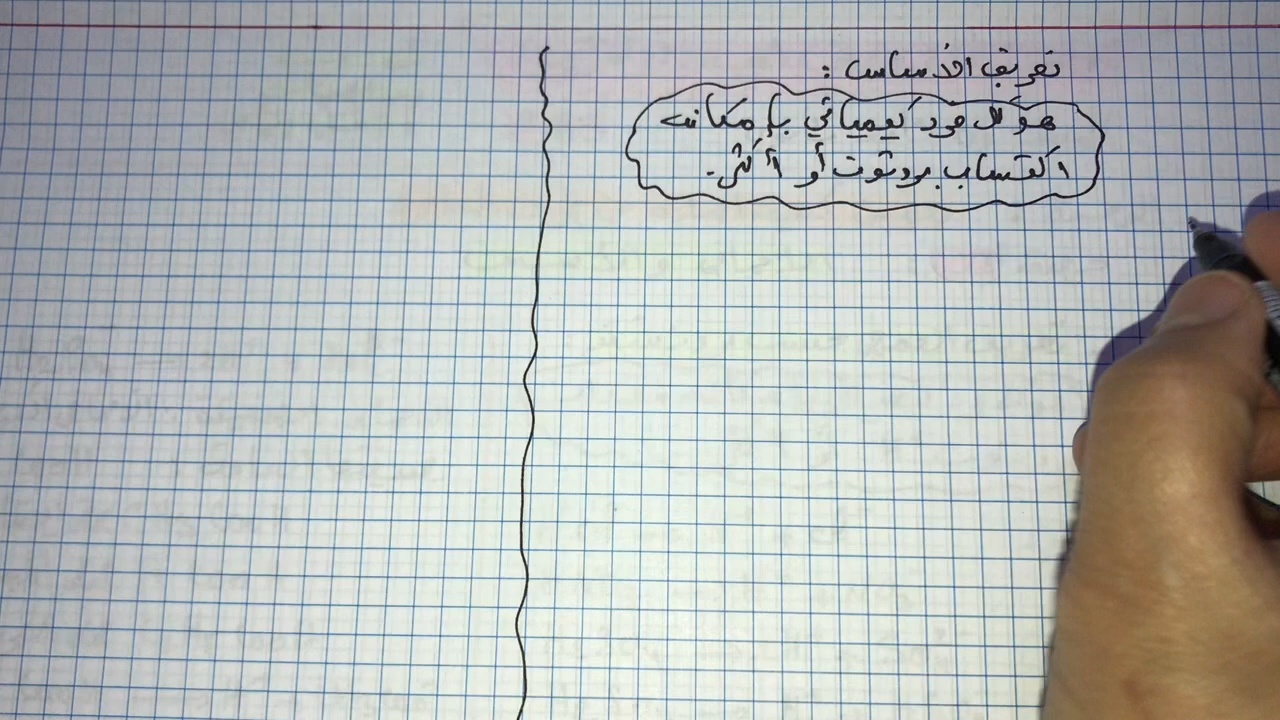 تعريف الأساس :
هو كل فرد كيميائي بإمكانه
اكتساب بروتون أو أكثر.